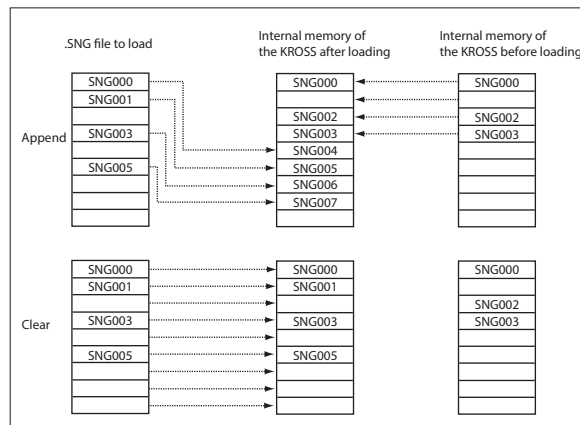 .SNG file to load
Internal memory of
the KROSS after loading
Internal memory of
the KROSS before loading
Append
SNG000
SNG001
SNG003
SNG005
SNG000
SNG002
SNG003
SNG004
SNG005
SNG006
SNG007
SNG000
SNG002
SNG003
Clear
SNG000
SNG001
SNG003
SNG005
SNG000
SNG001
SNG003
SNG005
SNG000
SNG002
SNG003